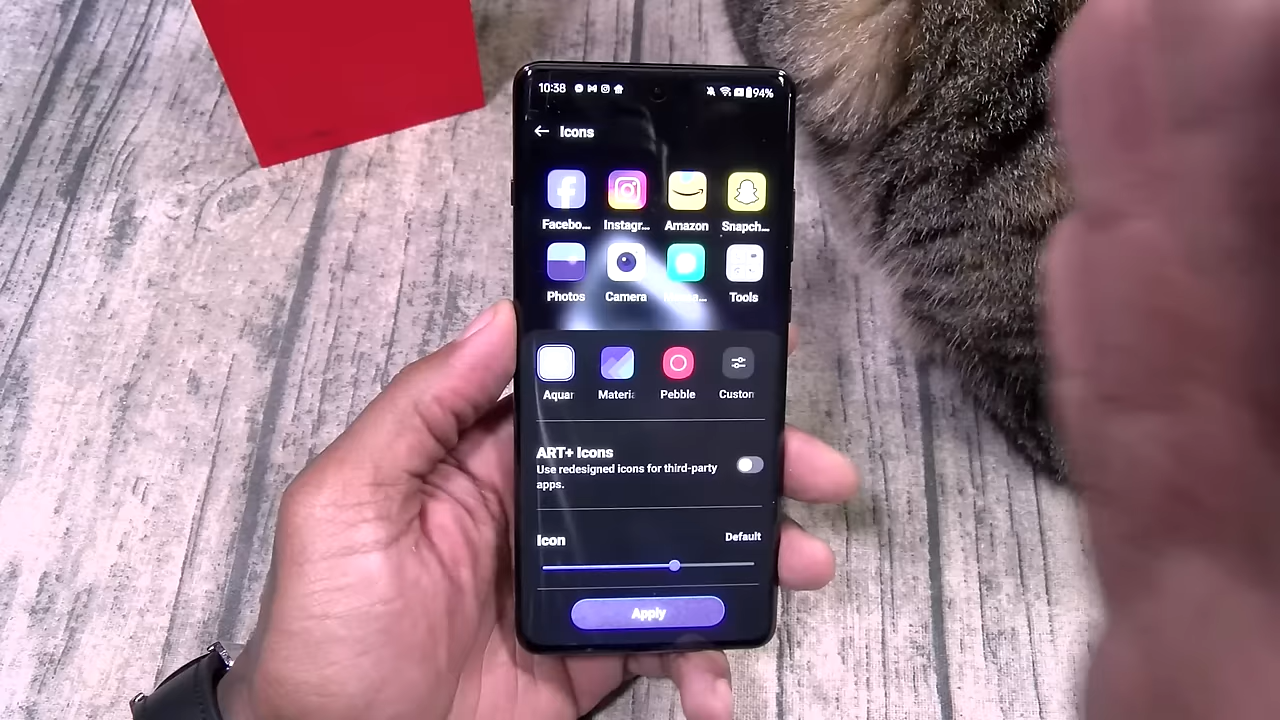 10:38 94%
Icons
Facebo... Instagr... Amazon Snapch...
Photos Camera Tools
Aquar Materia Pebble Custon
ART+ Icons
Use redesigned icons for third-party
apps.
Icon Default
Apply